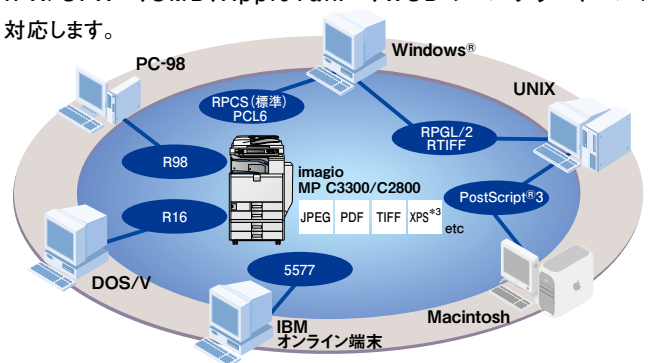 対応します。
Windows®
PC-98
UNIX
RPCS(標準)
PCL6
RPGL/2
RTIFF
R98
imagio
MP C3300/C2800
PostScript®3
JPEG PDF TIFF XPS*3
etc
R16
5577
DOS/V
Macintosh
IBM
オンライン端末